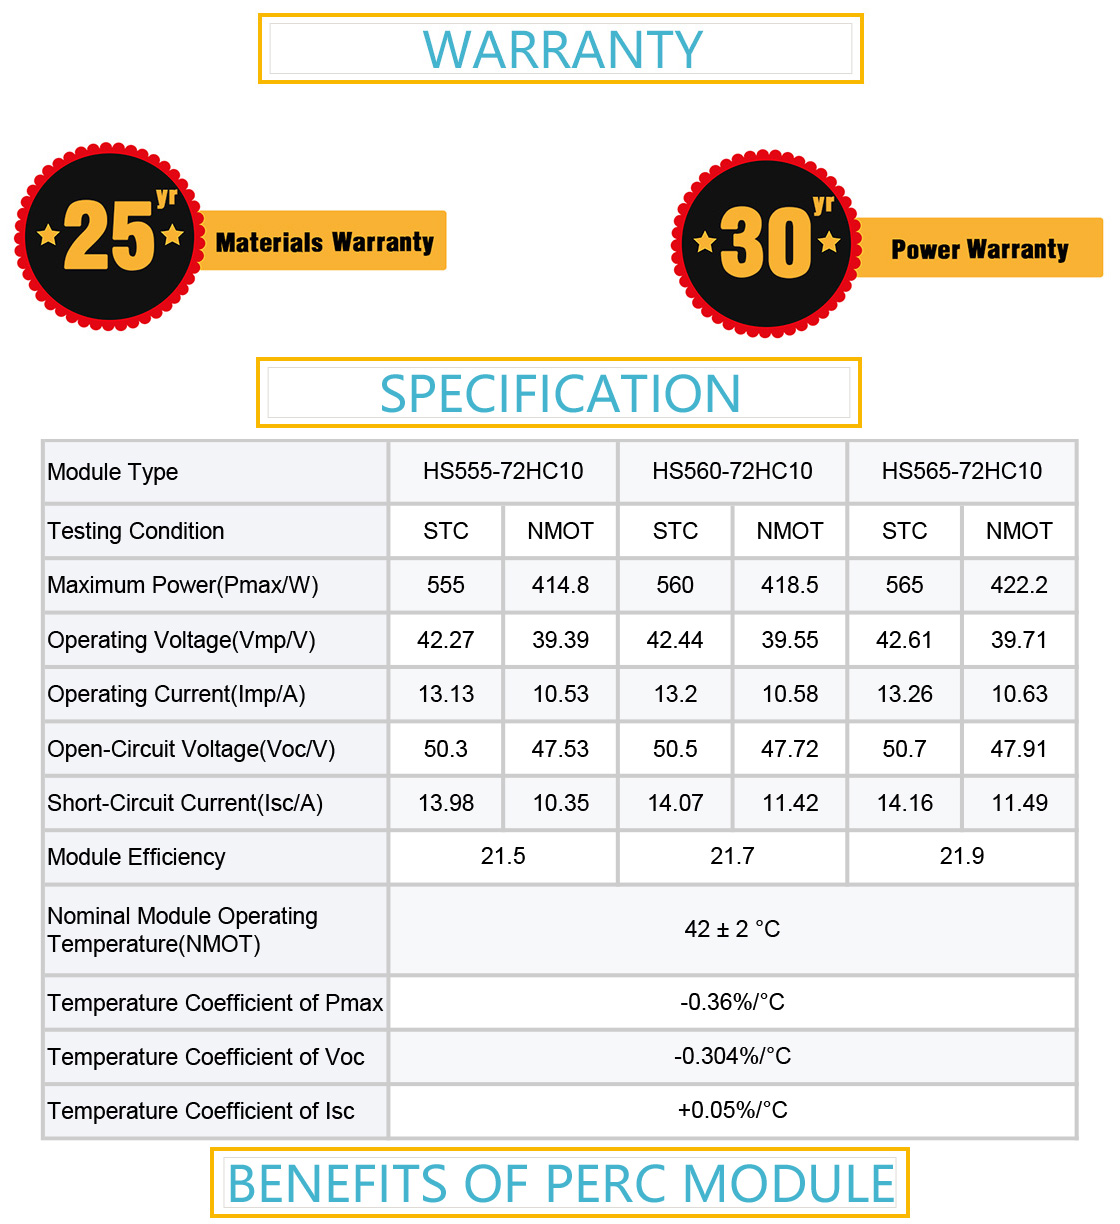 WARRANTY
25 yr Materials Warranty
30 yr Power Warranty
SPECIFICATION
Module Type HS555-72HC10 HS560-72HC10 HS565-72HC10
Testing Condition STC NMOT STC NMOT STC NMOT
Maximum Power(Pmax/W) 555 414.8 560 418.5 565 422.2
Operating Voltage(Vmp/V) 42.27 39.39 42.44 39.55 42.61 39.71
Operating Current(Imp/A) 13.13 10.53 13.2 10.58 13.26 10.63
Open-Circuit Voltage(Voc/V) 50.3 47.53 50.5 47.72 50.7 47.91
Short-Circuit Current(Isc/A) 13.98 10.35 14.07 11.42 14.16 11.49
Module Efficiency 21.5 21.7 21.9
Nominal Module Operating
Temperature(NMOT) 42 ± 2 °C
Temperature Coefficient of Pmax -0.36%/°C
Temperature Coefficient of Voc -0.304%/°C
Temperature Coefficient of Isc +0.05%/°C
BENEFITS OF PERC MODULE